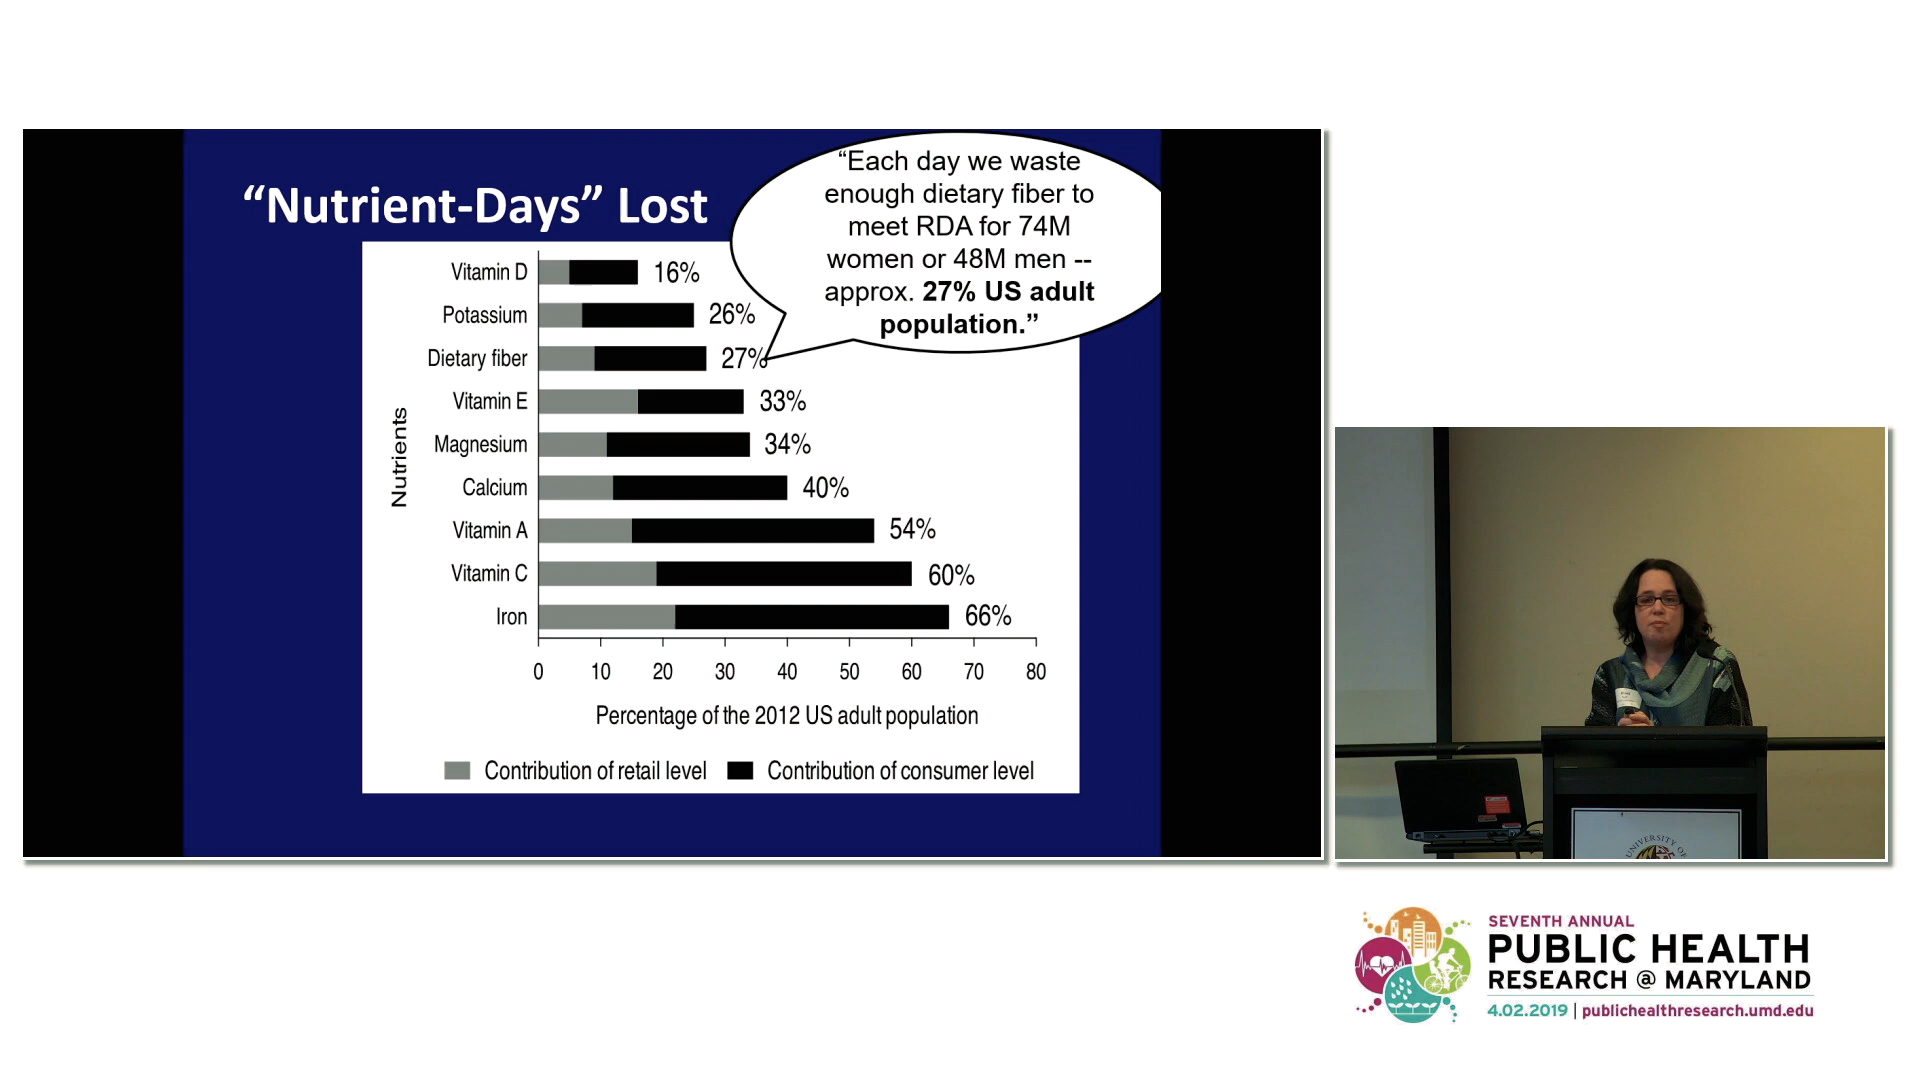 “Nutrient-Days” Lost
“Each day we waste
enough dietary fiber to
meet RDA for 74M
women or 48M men --
approx. 27% US adult
population.”
Nutrients
Vitamin D 16%
Potassium 26%
Dietary fiber 27%
Vitamin E 33%
Magnesium 34%
Calcium 40%
Vitamin A 54%
Vitamin C 60%
Iron 66%
0 10 20 30 40 50 60 70 80
Percentage of the 2012 US adult population
Contribution of retail level Contribution of consumer level
UNIVERSITY OF
SEVENTH ANNUAL
PUBLIC HEALTH
RESEARCH @ MARYLAND
4.02.2019 | publichealthresearch.umd.edu